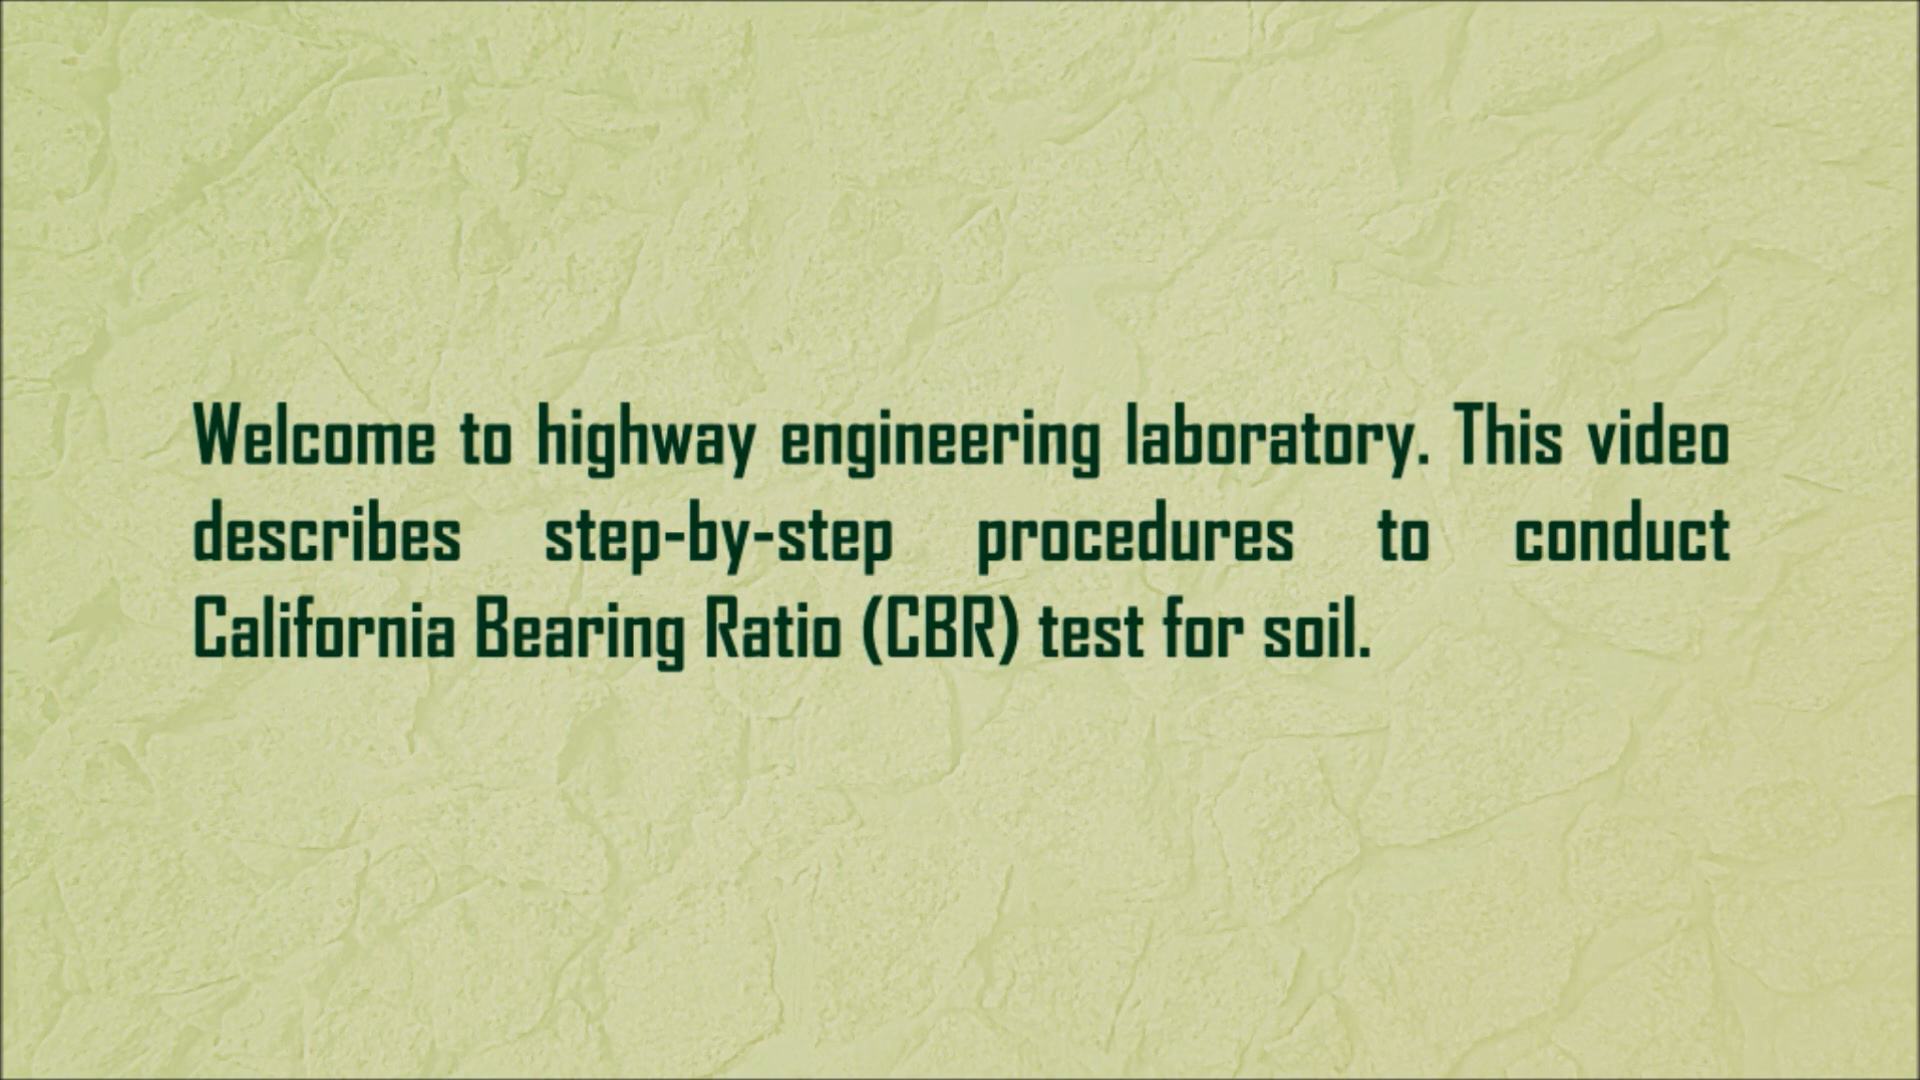 Welcome to highway engineering laboratory. This video
describes step-by-step procedures to conduct
California Bearing Ratio (CBR) test for soil.